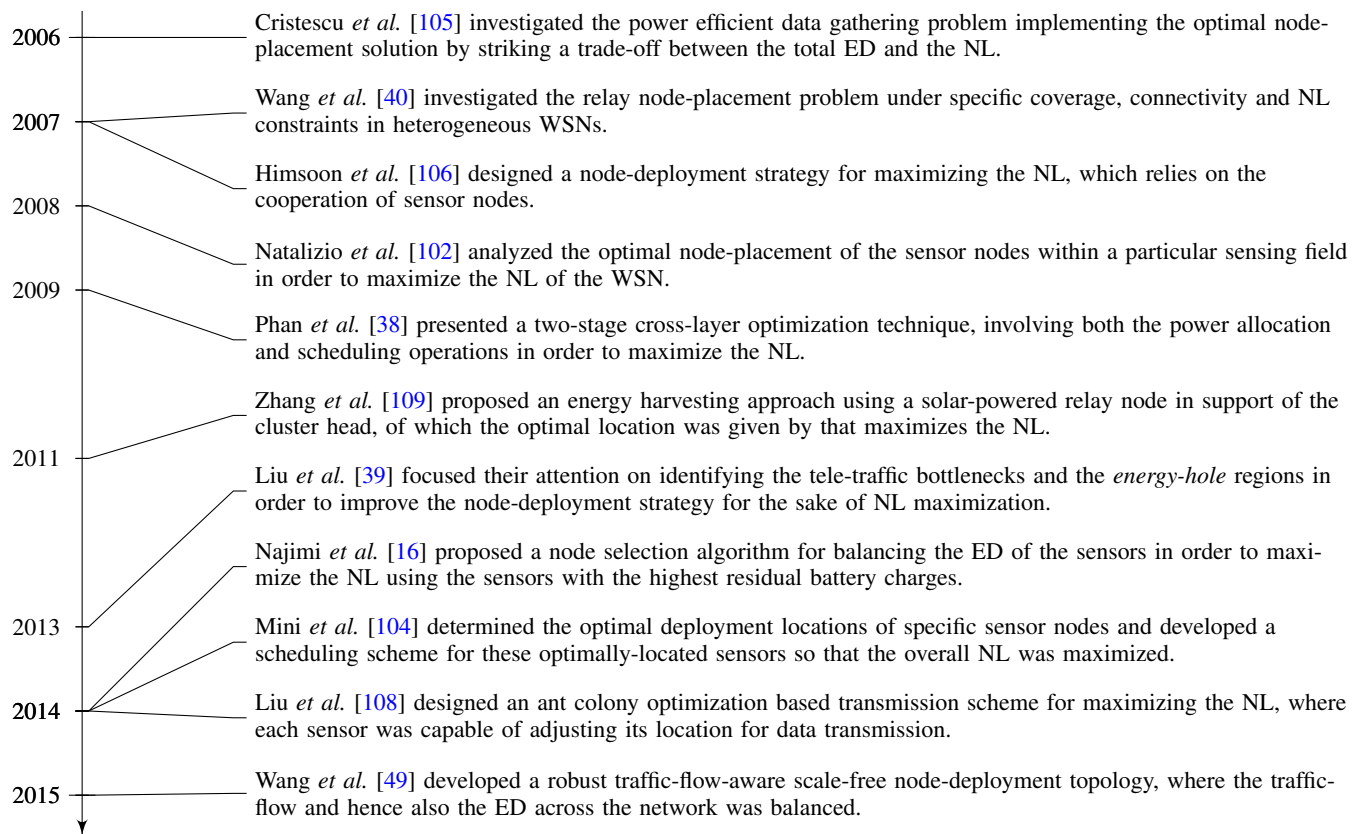 2006
Cristescu et al. [105] investigated the power efficient data gathering problem implementing the optimal node-
placement solution by striking a trade-off between the total ED and the NL.
Wang et al. [40] investigated the relay node-placement problem under specific coverage, connectivity and NL
constraints in heterogeneous WSNs.
2007
Himsoon et al. [106] designed a node-deployment strategy for maximizing the NL, which relies on the
cooperation of sensor nodes.
2008
Natalizio et al. [102] analyzed the optimal node-placement of the sensor nodes within a particular sensing field
in order to maximize the NL of the WSN.
2009
Phan et al. [38] presented a two-stage cross-layer optimization technique, involving both the power allocation
and scheduling operations in order to maximize the NL.
Zhang et al. [109] proposed an energy harvesting approach using a solar-powered relay node in support of the
cluster head, of which the optimal location was given by that maximizes the NL.
2011
Liu et al. [39] focused their attention on identifying the tele-traffic bottlenecks and the energy-hole regions in
order to improve the node-deployment strategy for the sake of NL maximization.
Najimi et al. [16] proposed a node selection algorithm for balancing the ED of the sensors in order to maxi-
mize the NL using the sensors with the highest residual battery charges.
2013
Mini et al. [104] determined the optimal deployment locations of specific sensor nodes and developed a
scheduling scheme for these optimally-located sensors so that the overall NL was maximized.
2014
Liu et al. [108] designed an ant colony optimization based transmission scheme for maximizing the NL, where
each sensor was capable of adjusting its location for data transmission.
2015
Wang et al. [49] developed a robust traffic-flow-aware scale-free node-deployment topology, where the traffic-
flow and hence also the ED across the network was balanced.